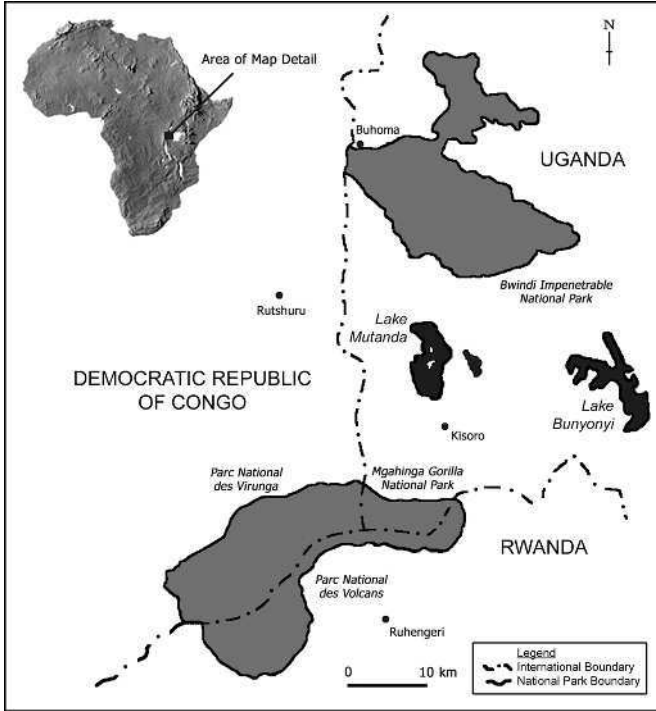 Area of Map Detail
N
Buhoma
UGANDA
Bwindi Impenetrable
National Park
Rutshuru
Lake
Mutanda
DEMOCRATIC REPUBLIC
OF CONGO
Lake
Bunyonyi
Kisoro
Parc National
des Virunga
Mgahinga Gorilla
National Park
RWANDA
Parc National
des Volcans
Ruhengeri
0 10 km
Legend
International Boundary
National Park Boundary